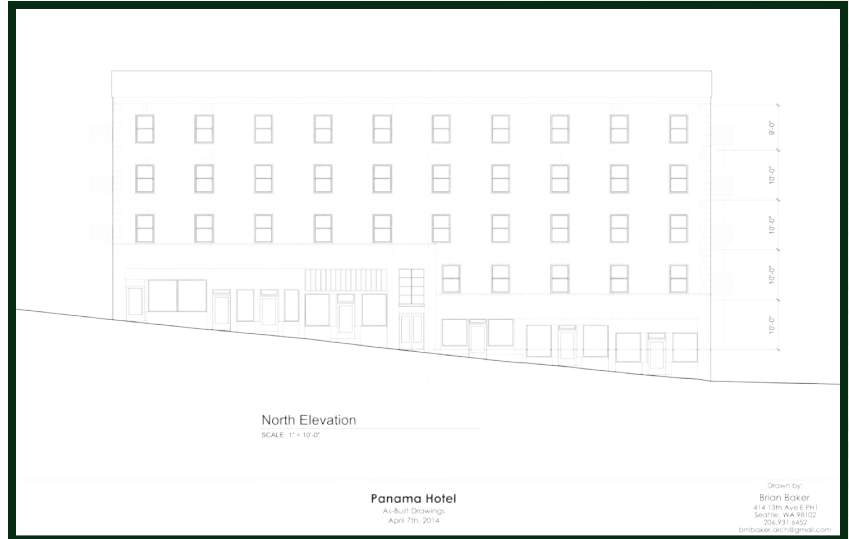 9'-0"
10'-0"
10'-0"
10'-0"
10'-0"
North Elevation
SCALE: 1" = 10'-0"
Panama Hotel
As-Built Drawings
April 7th, 2014
Drawn by:
Brian Baker
414 13th Ave E PH1
Seattle, WA 98102
206.931.6452
bmbaker.arch@gmail.com